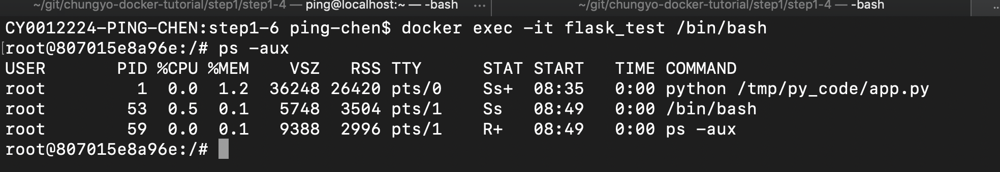 ~/git/chungyo-docker-tutorial/step1/step1-4 — ping@localhost:~ — -bash ... ~/git/chungyo-docker-tutorial/step1/step1-4 — -bash ..
CY0012224-PING-CHEN:step1-6 ping-chen$ docker exec -it flask_test /bin/bash
[root@807015e8a96e:/# ps -aux
USER       PID %CPU %MEM    VSZ   RSS TTY      STAT START   TIME COMMAND
root         1  0.0  1.2  36248 26420 pts/0    Ss+  08:35   0:00 python /tmp/py_code/app.py
root        53  0.5  0.1   5748  3504 pts/1    Ss   08:49   0:00 /bin/bash
root        59  0.0  0.1   9388  2996 pts/1    R+   08:49   0:00 ps -aux
root@807015e8a96e:/#